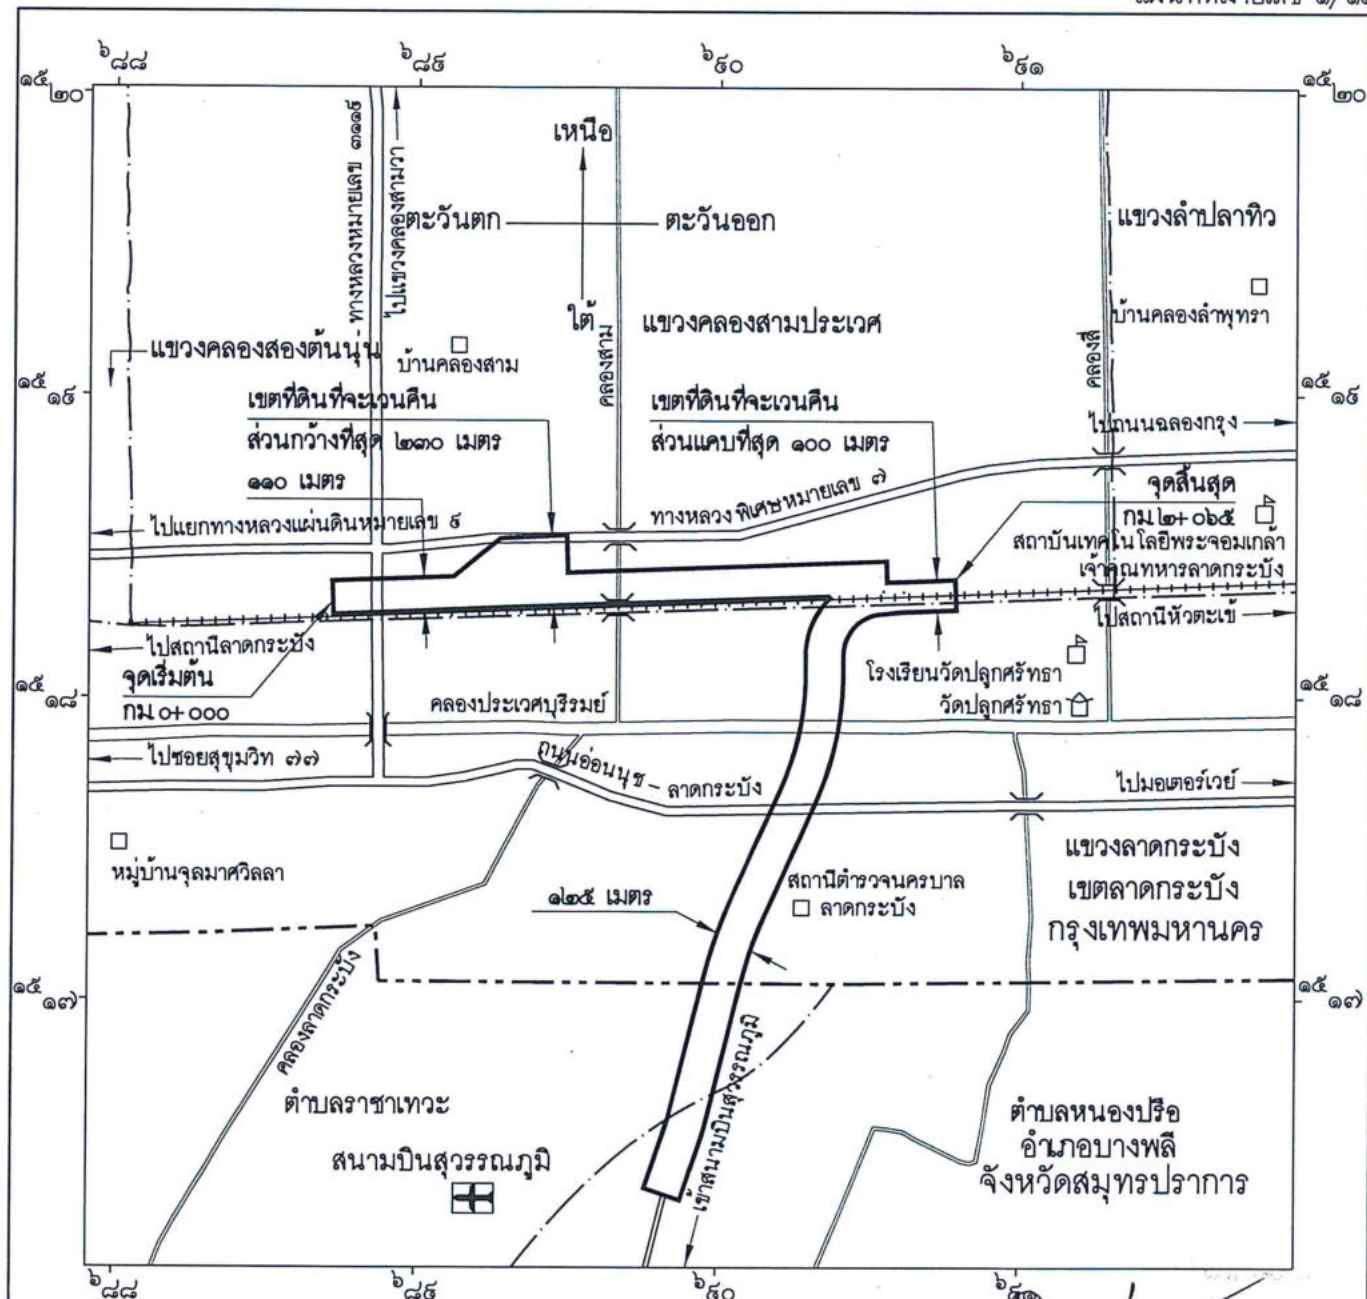 ๖๘๘ ๖๘๙ ๖๙๐ ๖๙๑
๑๕๒๐ ๑๕๒๐
ทางหลวงหมายเลข ๓๑๑๙
ไปแขวงคลองสามวา
เหนือ
ตะวันตก ตะวันออก
ใต้
แขวงลำปลาทิว
บ้านคลองลำพุทรา
แขวงคลองสามประเวศ
แขวงคลองสองต้นนุ่น
บ้านคลองสาม
คลองสาม
คลองสี่
๑๕๑๙ ๑๕๑๙
เขตที่ดินที่จะเวนคืน
ส่วนกว้างที่สุด ๒๓๐ เมตร
๑๑๐ เมตร
เขตที่ดินที่จะเวนคืน
ส่วนแคบที่สุด ๑๐๐ เมตร
ไปถนนฉลองกรุง
ทางหลวงพิเศษหมายเลข ๗
จุดสิ้นสุด
กม.๒+๐๖๕
ไปแยกทางหลวงแผ่นดินหมายเลข ๙
สถาบันเทคโนโลยีพระจอมเกล้า
เจ้าคุณทหารลาดกระบัง
ไปสถานีหัวตะเข้
ไปสถานีลาดกระบัง
จุดเริ่มต้น
กม.๐+๐๐๐
โรงเรียนวัดปลูกศรัทธา
วัดปลูกศรัทธา
๑๕๑๘ ๑๕๑๘
คลองประเวศบุรีรมย์
ไปซอยสุขุมวิท ๗๗
ถนนอ่อนนุช - ลาดกระบัง
ไปมอเตอร์เวย์
หมู่บ้านจุลมาศวิลลา
แขวงลาดกระบัง
เขตลาดกระบัง
กรุงเทพมหานคร
สถานีตำรวจนครบาล
ลาดกระบัง
๑๒๕ เมตร
๑๕๑๗ ๑๕๑๗
คลองลาดกระบัง
เข้าสนามบินสุวรรณภูมิ
ตำบลราชาเทวะ
สนามบินสุวรรณภูมิ
ตำบลหนองปรือ
อำเภอบางพลี
จังหวัดสมุทรปราการ
๖๘๘ ๖๘๙ ๖๙๐ ๖๙๑